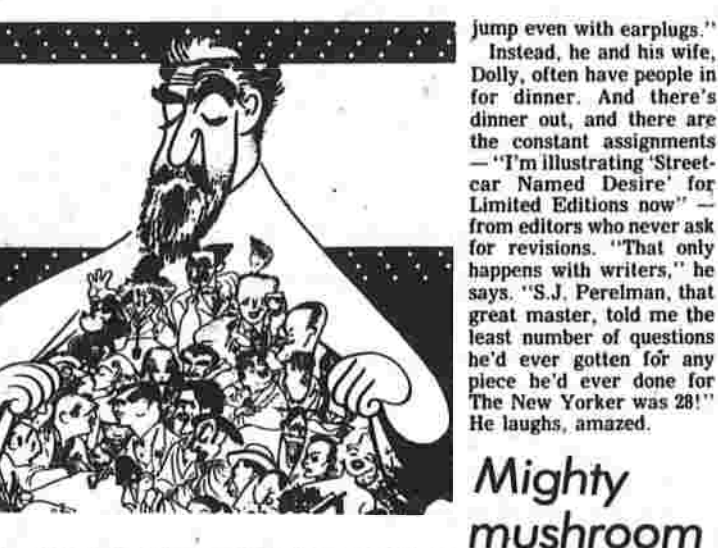 jump even with earplugs."
Instead, he and his wife,
Dolly, often have people in
for dinner. And there's
dinner out, and there are
the constant assignments
— "I'm illustrating 'Street-
car Named Desire' for
Limited Editions now" —
from editors who never ask
for revisions. "That only
happens with writers," he
says. "S.J. Perelman, that
great master, told me the
least number of questions
he'd ever gotten for any
piece he'd ever done for
The New Yorker was 28!"
He laughs, amazed.
Mighty
mushroom